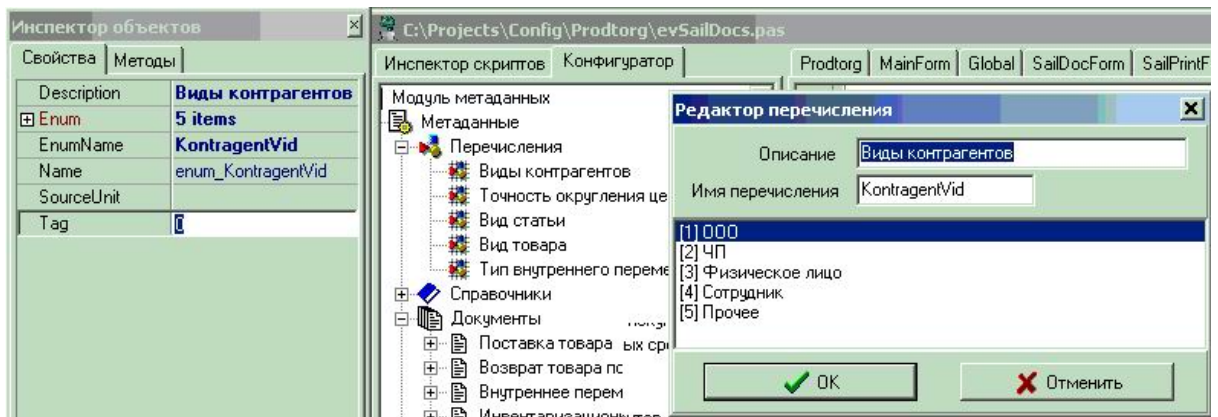 Инспектор объектов
Свойства Методы
Description Виды контрагентов
Enum 5 items
EnumName KontragentVid
Name enum_KontragentVid
SourceUnit
Tag 0
C:\Projects\Config\Prodtorg\evSailDocs.pas
Инспектор скриптов Конфигуратор
Модуль метаданных
Метаданные
Перечисления
Виды контрагентов
Точность округления це
Вид статьи
Вид товара
Тип внутреннего переме
Справочники
Документы
Поставка товара ых ср
Возврат товара пс
Внутреннее перем
Prodtorg MainForm Global SailDocForm SailPrintF
Редактор перечисления
Описание Виды контрагентов
Имя перечисления KontragentVid
[1] ООО
[2] ЧП
[3] Физическое лицо
[4] Сотрудник
[5] Прочее
OK Отменить